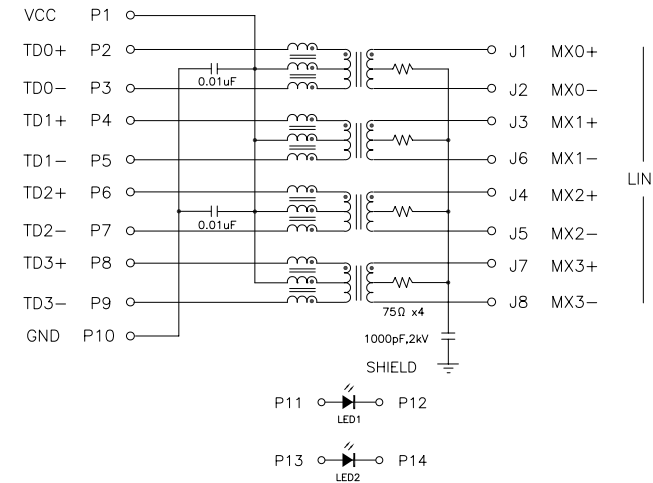 VCC P1
TD0+ P2 J1 MX0+
0.01uF
TD0− P3 J2 MX0−
TD1+ P4 J3 MX1+
TD1− P5 J6 MX1−
LIN
TD2+ P6 J4 MX2+
0.01uF
TD2− P7 J5 MX2−
TD3+ P8 J7 MX3+
TD3− P9 J8 MX3−
75Ω x4
GND P10
1000pF,2kV
SHIELD
P11 P12
LED1
P13 P14
LED2